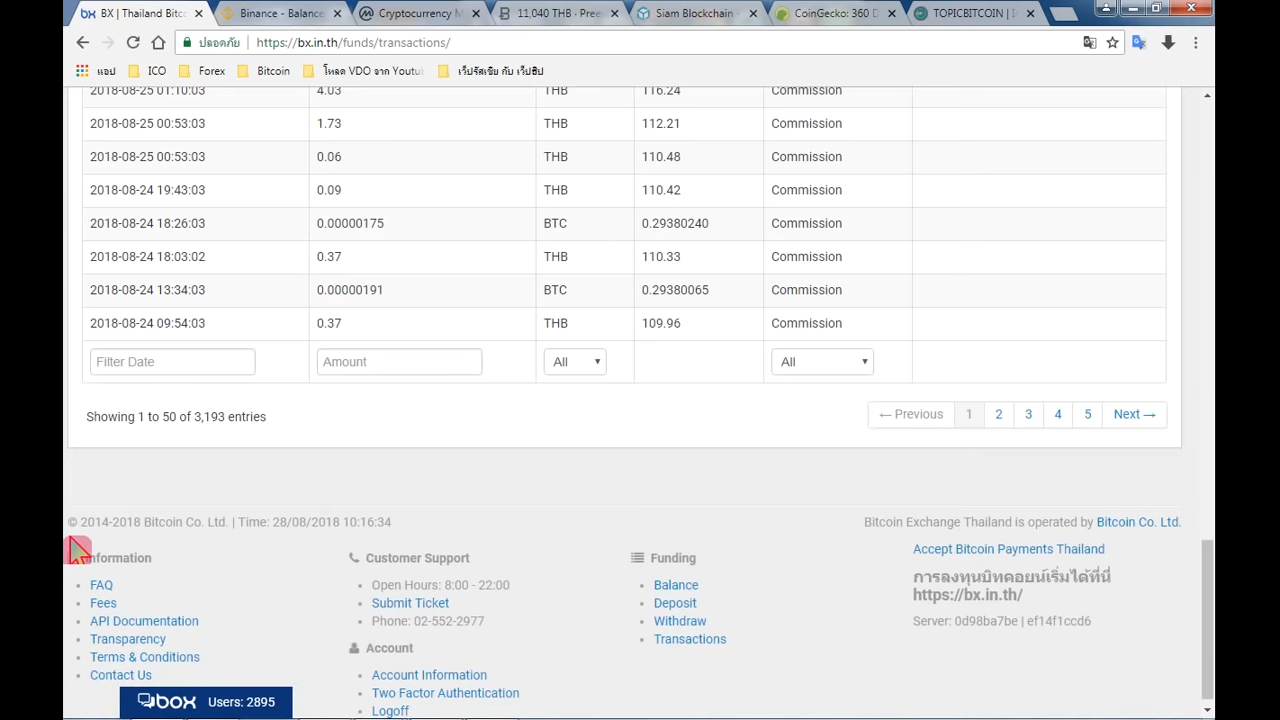 BX | Thailand Bitc
Binance - Balance
Cryptocurrency M
11,040 THB · Pree
Siam Blockchain -
CoinGecko: 360 D
TOPICBITCOIN | I
ปลอดภัย | https://bx.in.th/funds/transactions/
แอป ICO Forex Bitcoin โหลด VDO จาก Youtu เว็ปรัสเซีย กับ เว็ปฮิป
2018-08-25 01:10:03 4.03 THB 116.24 Commission
2018-08-25 00:53:03 1.73 THB 112.21 Commission
2018-08-25 00:53:03 0.06 THB 110.48 Commission
2018-08-24 19:43:03 0.09 THB 110.42 Commission
2018-08-24 18:26:03 0.00000175 BTC 0.29380240 Commission
2018-08-24 18:03:02 0.37 THB 110.33 Commission
2018-08-24 13:34:03 0.00000191 BTC 0.29380065 Commission
2018-08-24 09:54:03 0.37 THB 109.96 Commission
Filter Date Amount All All
Showing 1 to 50 of 3,193 entries
← Previous 1 2 3 4 5 Next →
© 2014-2018 Bitcoin Co. Ltd. | Time: 28/08/2018 10:16:34
Bitcoin Exchange Thailand is operated by Bitcoin Co. Ltd.
nformation
FAQ
Fees
API Documentation
Transparency
Terms & Conditions
Contact Us
Customer Support
Open Hours: 8:00 - 22:00
Submit Ticket
Phone: 02-552-2977
Account
Account Information
Two Factor Authentication
Logoff
Funding
Balance
Deposit
Withdraw
Transactions
Accept Bitcoin Payments Thailand
การลงทุนบิทคอยน์เริ่มได้ที่นี่
https://bx.in.th/
Server: 0d98ba7be | ef14f1ccd6
box Users: 2895